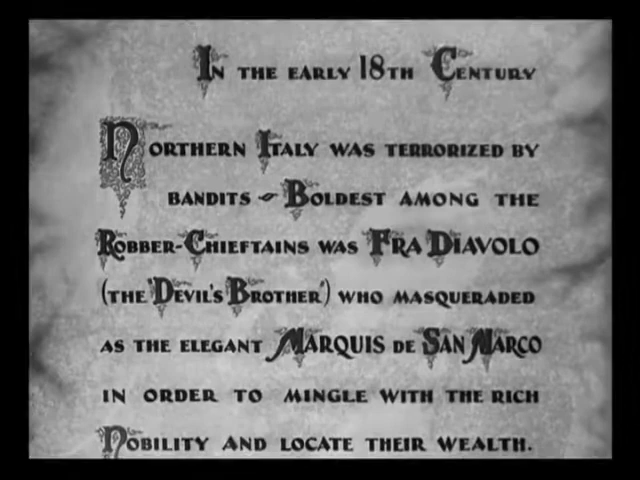 In the early 18th Century
Northern Italy was terrorized by
bandits - Boldest among the
Robber-Chieftains was Fra Diavolo
(the "Devil's Brother") who masqueraded
as the elegant Marquis de San Marco
in order to mingle with the rich
Nobility and locate their wealth.